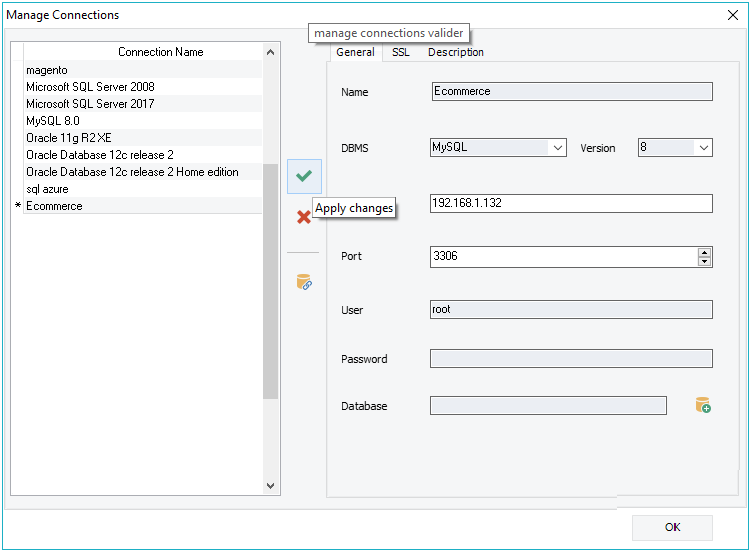 Manage Connections
manage connections valider
Connection Name
magento
Microsoft SQL Server 2008
Microsoft SQL Server 2017
MySQL 8.0
Oracle 11g R2 XE
Oracle Database 12c release 2
Oracle Database 12c release 2 Home edition
sql azure
* Ecommerce
Apply changes
General SSL Description
Name Ecommerce
DBMS MySQL Version 8
192.168.1.132
Port 3306
User root
Password
Database
OK